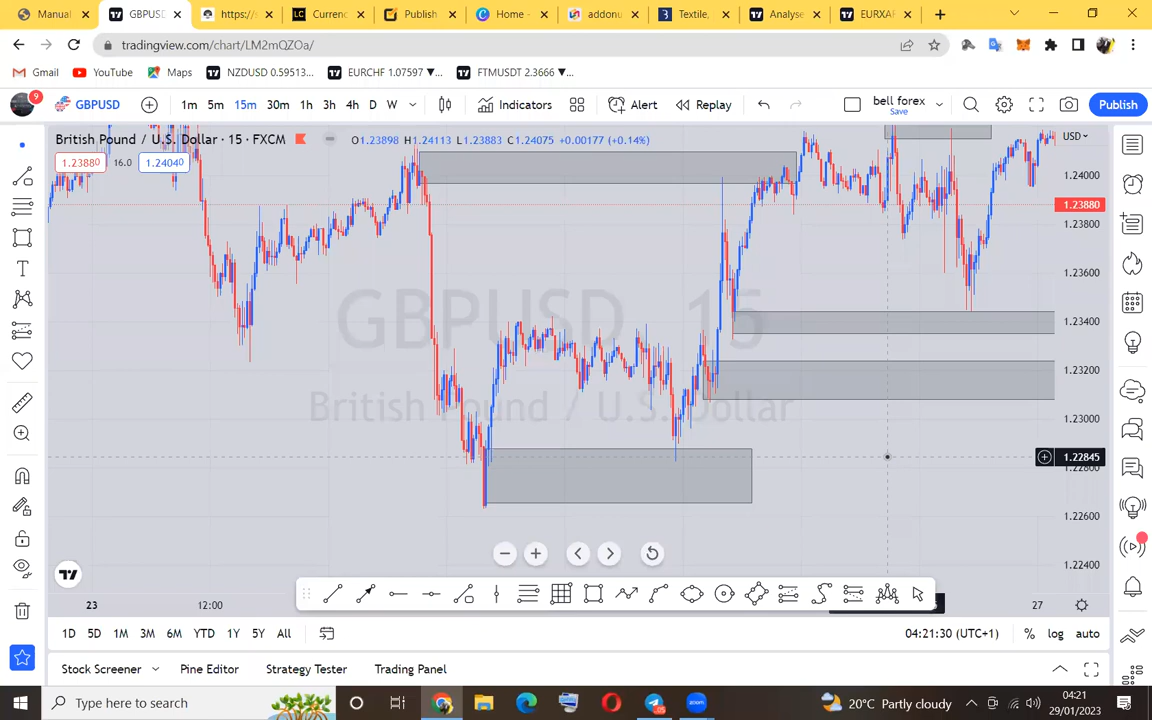 Manual
GBPUSD
https://
Currenc
Publish
Home -
addonu
Textile,
Analyse
EURXAF
tradingview.com/chart/LM2mQZOa/
Gmail
YouTube
Maps
NZDUSD 0.59513...
EURCHF 1.07597 ▼...
FTMUSDT 2.3666 ▼...
9
GBPUSD
1m 5m 15m 30m 1h 3h 4h D W
Indicators
Alert
Replay
bell forex
Save
Publish
British Pound / U.S. Dollar · 15 · FXCM
O1.23898 H1.24113 L1.23883 C1.24075 +0.00177 (+0.14%)
USD
1.23880 16.0 1.24040
1.24000
1.23880
1.23800
1.23600
1.23400
1.23200
1.23000
1.22845
1.22800
1.22600
1.22400
GBPUSD, 15
British Pound / U.S. Dollar
23 12:00 27
1D 5D 1M 3M 6M YTD 1Y 5Y All
04:21:30 (UTC+1) % log auto
Stock Screener
Pine Editor
Strategy Tester
Trading Panel
Type here to search
20°C Partly cloudy
04:21
29/01/2023